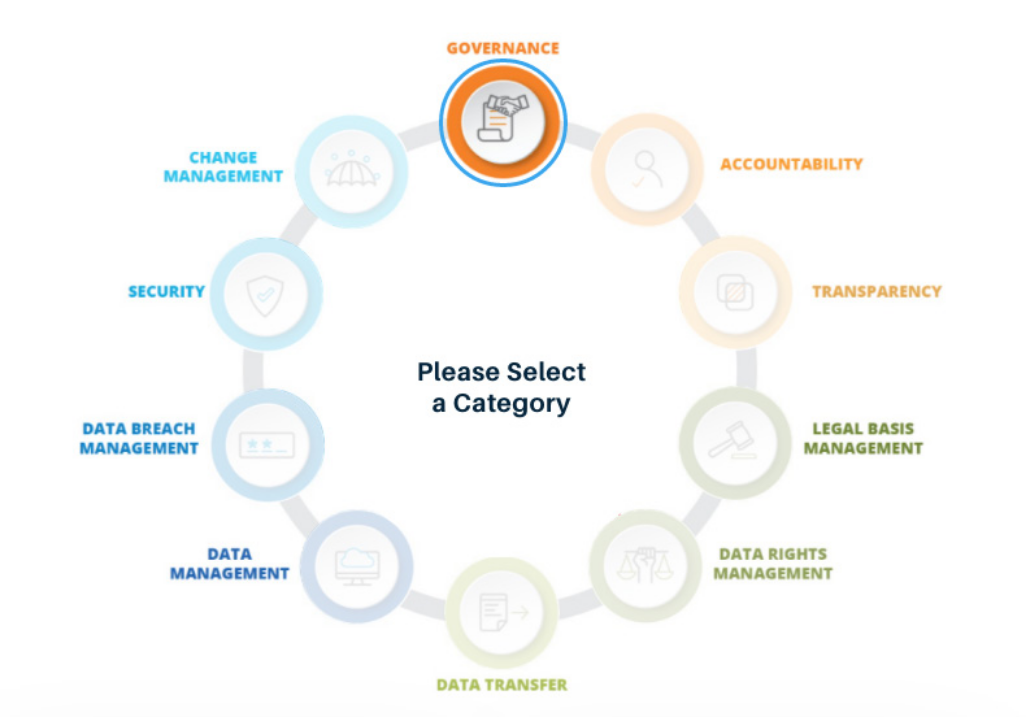 GOVERNANCE
CHANGE
MANAGEMENT
ACCOUNTABILITY
SECURITY
TRANSPARENCY
Please Select
a Category
DATA BREACH
MANAGEMENT
LEGAL BASIS
MANAGEMENT
DATA
MANAGEMENT
DATA RIGHTS
MANAGEMENT
DATA TRANSFER